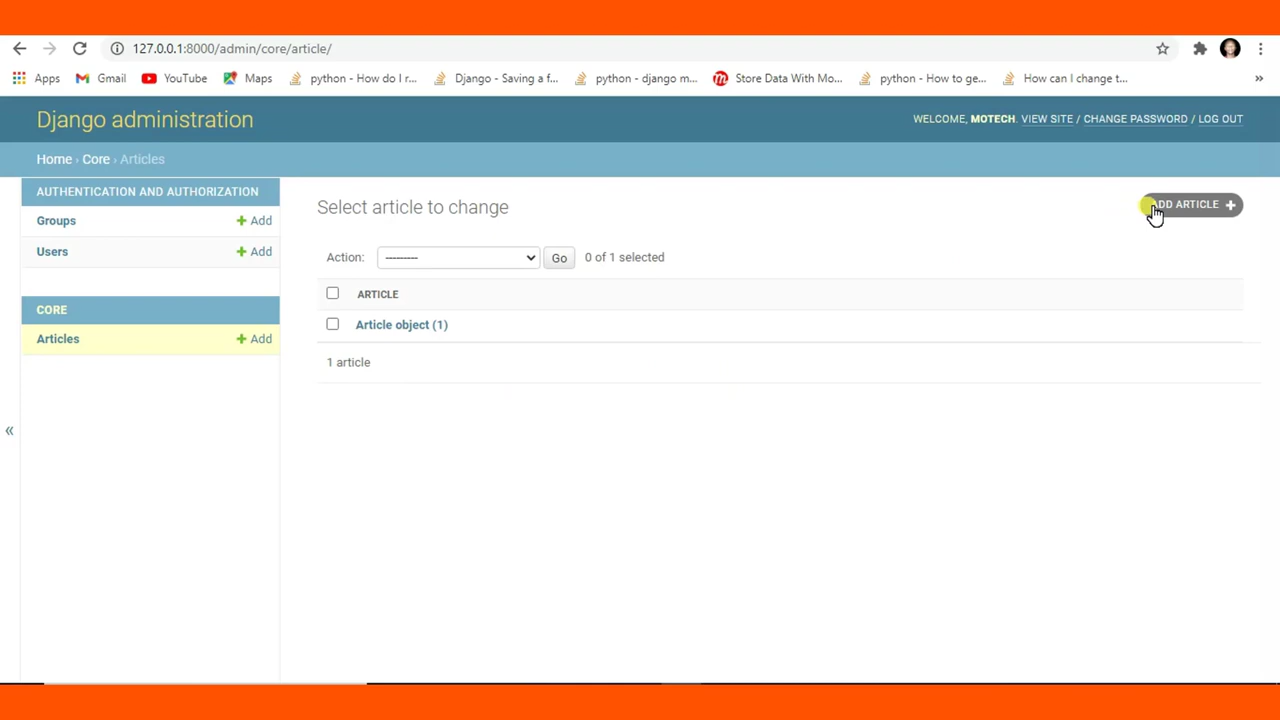 127.0.0.1:8000/admin/core/article/
Apps Gmail YouTube Maps python - How do I r... Django - Saving a f... python - django m... Store Data With Mo... python - How to ge... How can I change t... »
Django administration
WELCOME, MOTECH. VIEW SITE / CHANGE PASSWORD / LOG OUT
Home › Core › Articles
AUTHENTICATION AND AUTHORIZATION
Groups + Add
Users + Add
CORE
Articles + Add
«
Select article to change
DD ARTICLE +
Action: --------- Go 0 of 1 selected
ARTICLE
Article object (1)
1 article